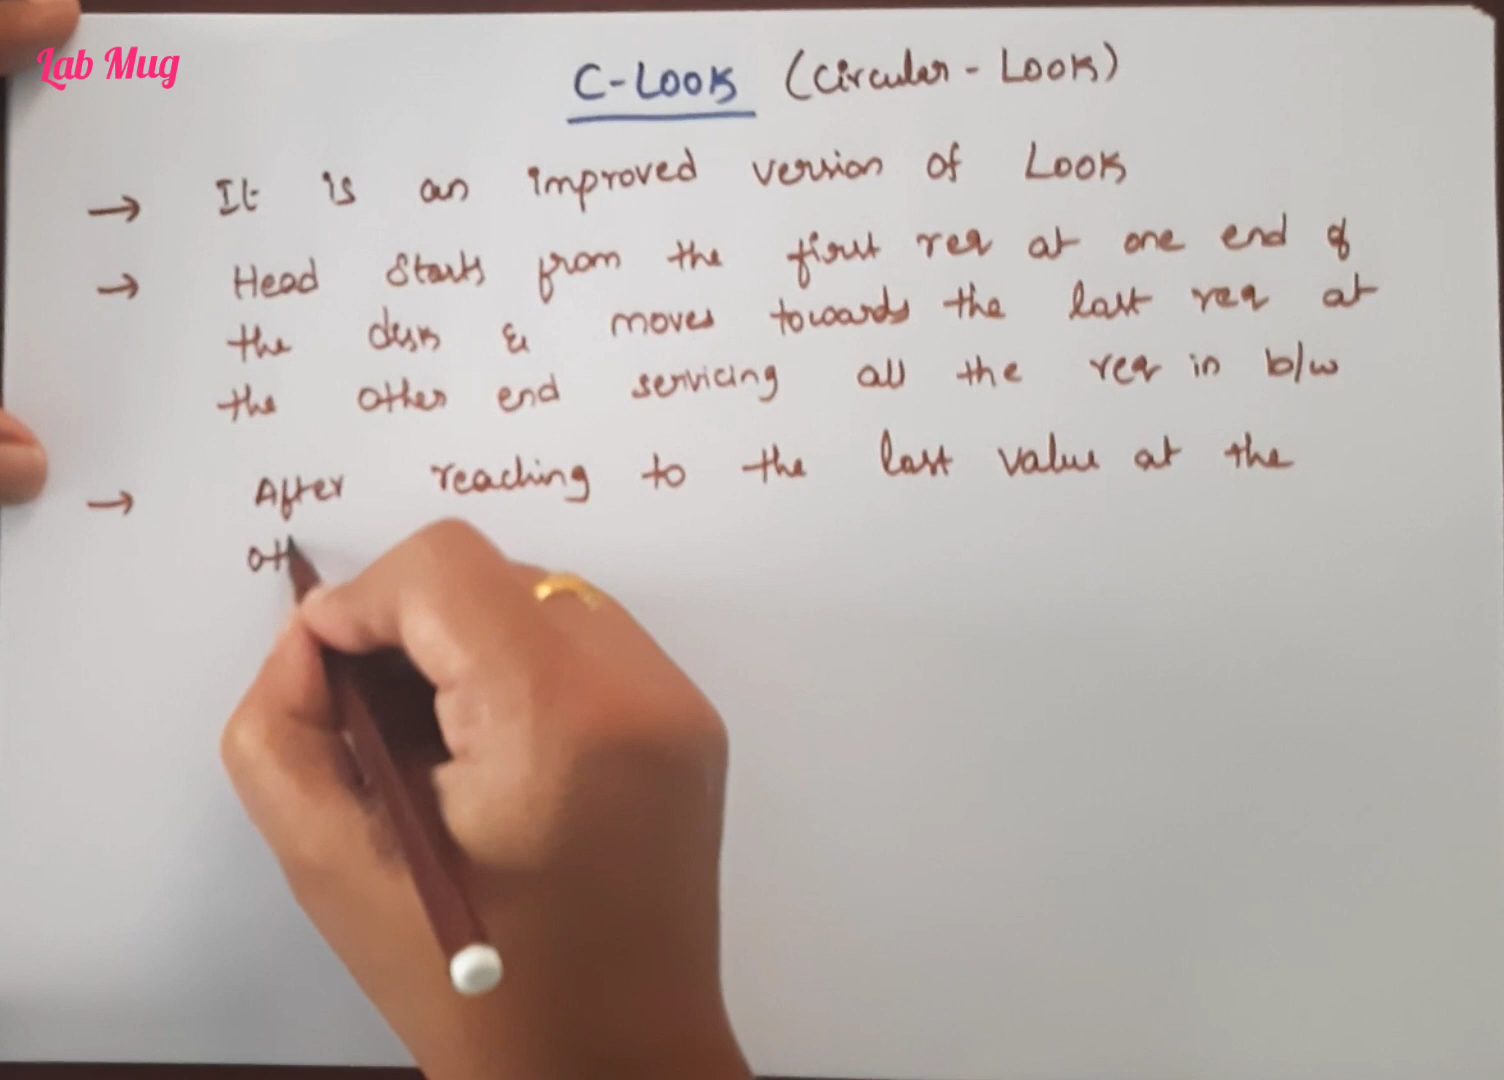 Lab Mug
C-LOOK (Circular - LOOK)
→ It is an improved version of LOOK
→ Head starts from the first req at one end of
the disk & moves towards the last req at
the other end servicing all the req in b/w
→ After reaching to the last value at the
oth